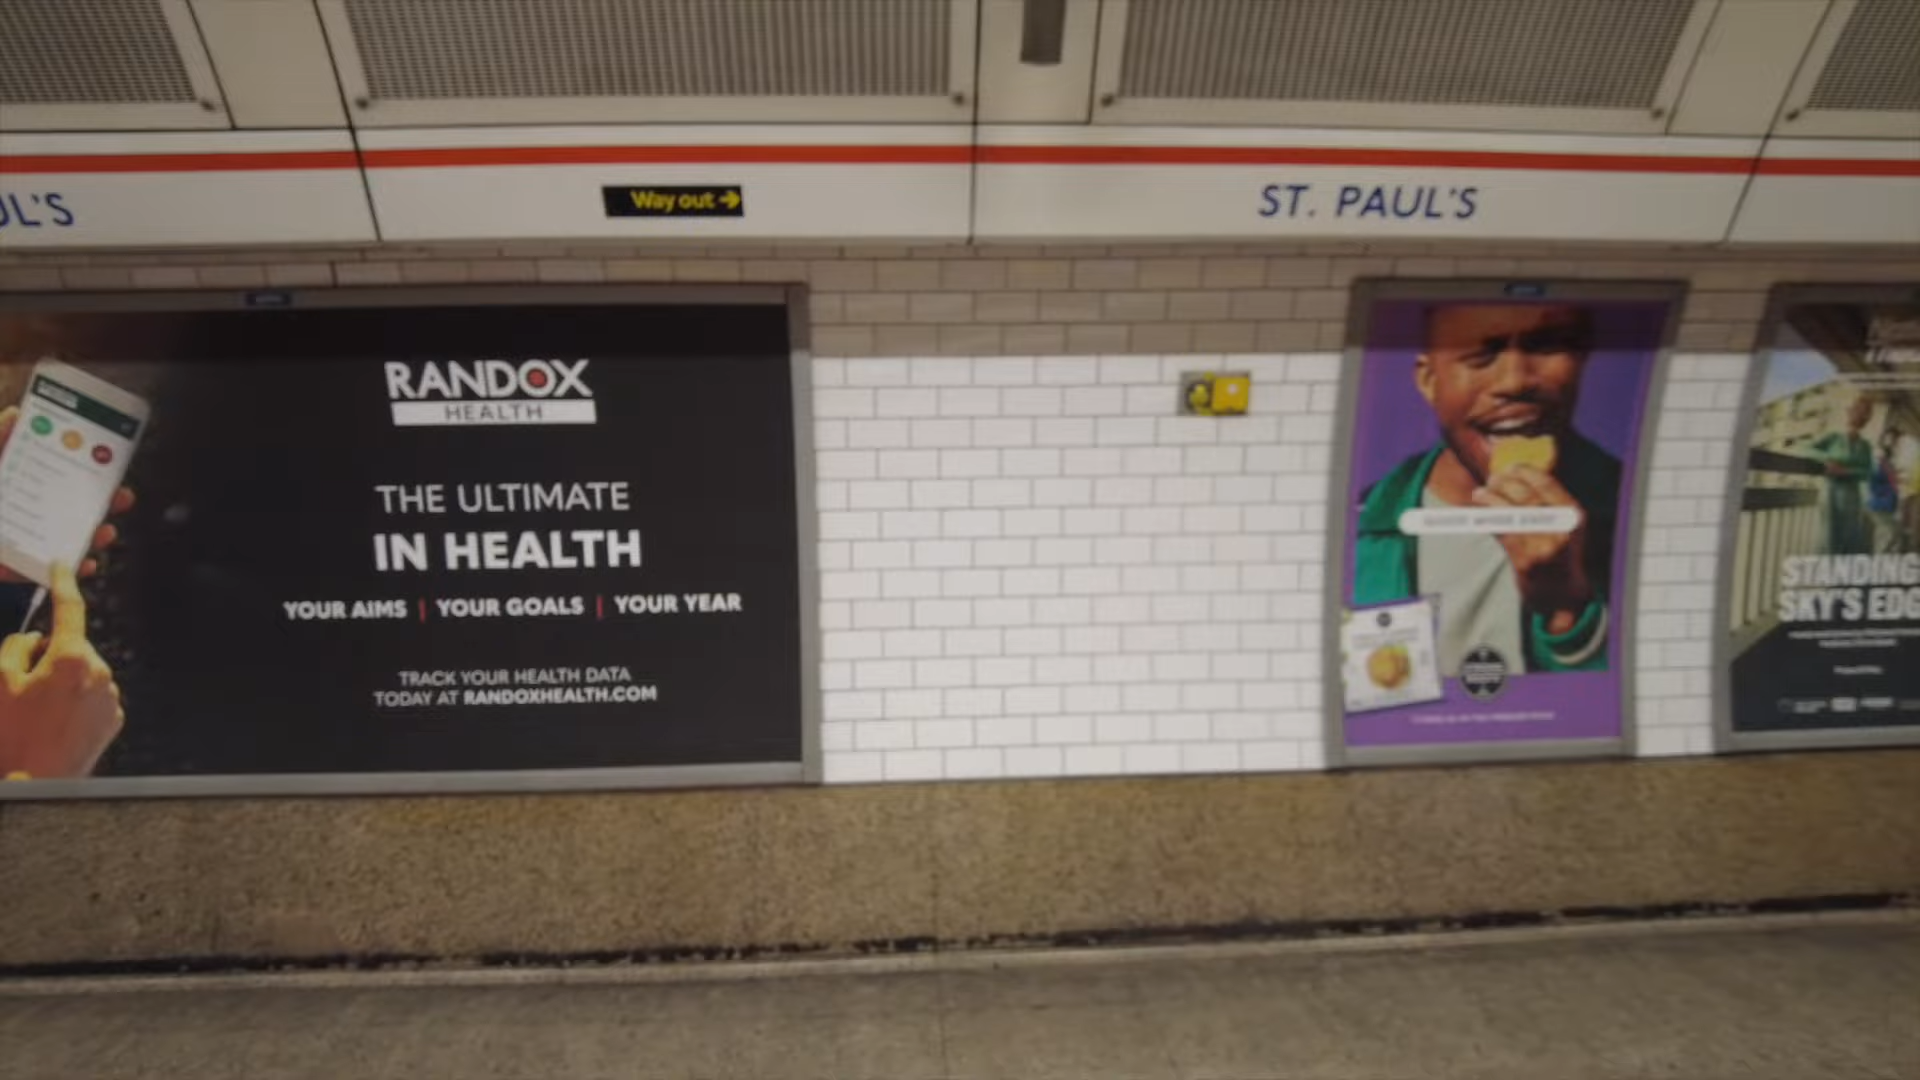 UL'S
Way out →
ST. PAUL'S
RANDOX
HEALTH
THE ULTIMATE
IN HEALTH
YOUR AIMS | YOUR GOALS | YOUR YEAR
TRACK YOUR HEALTH DATA
TODAY AT RANDOXHEALTH.COM
STANDING
SKY'S EDG